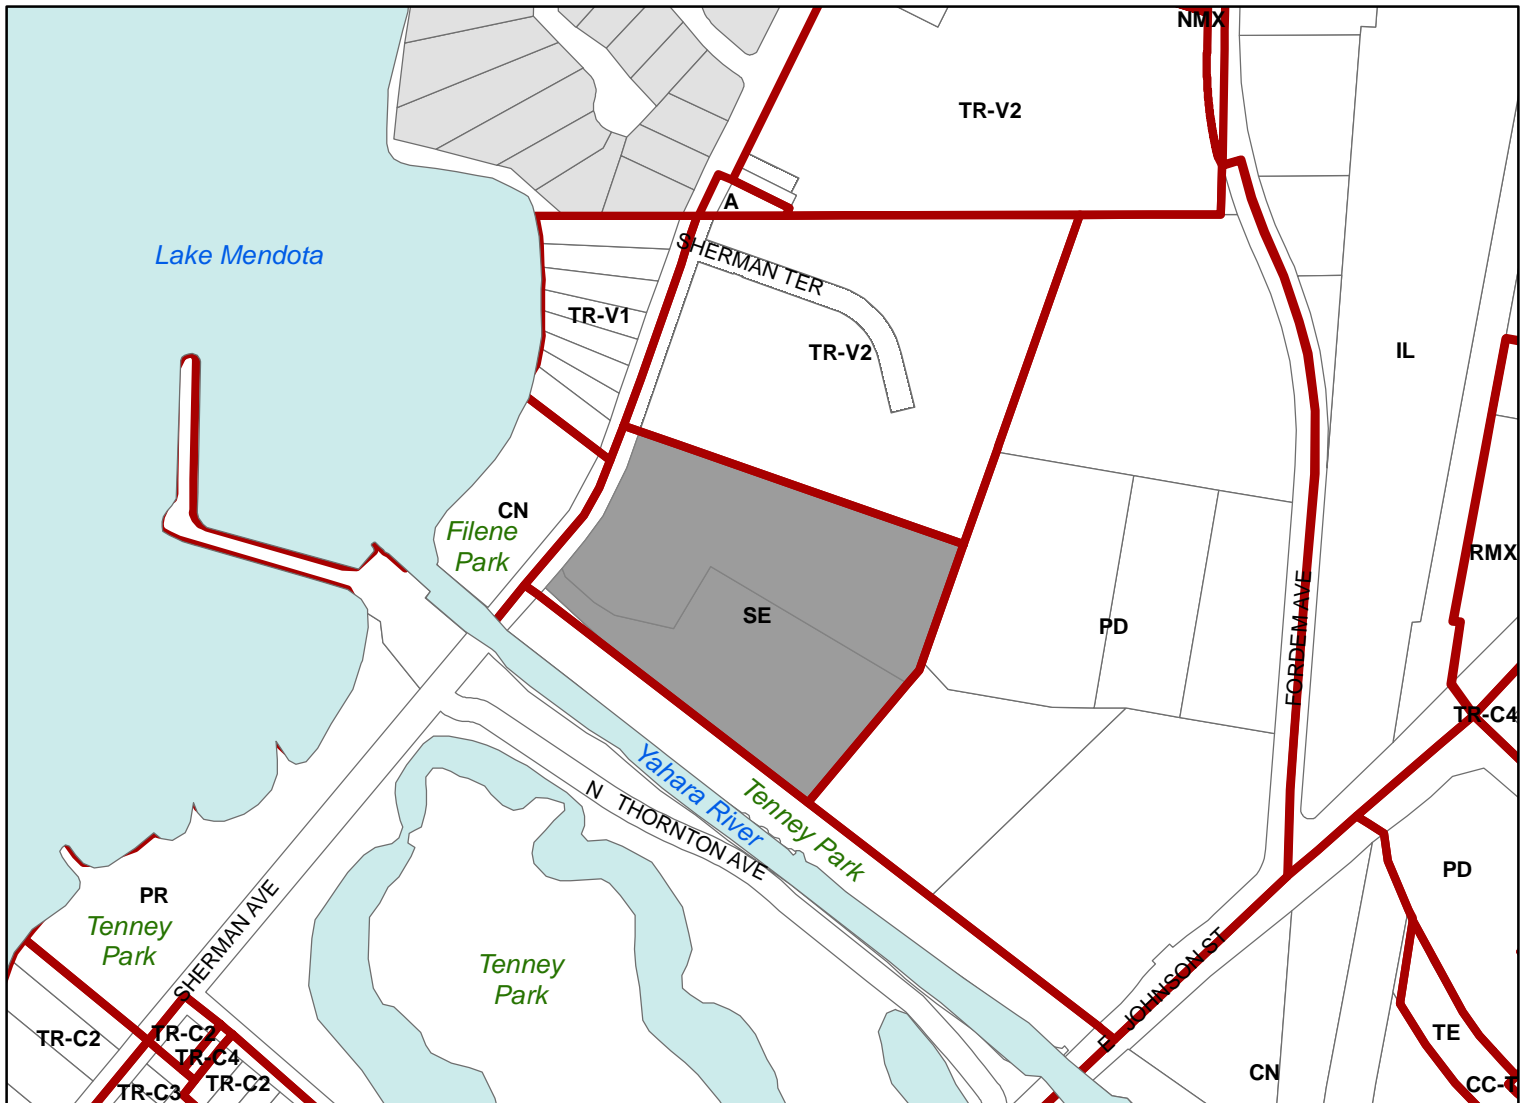 NMX
TR-V2
A
SHERMAN TER
Lake Mendota
TR-V1
TR-V2
IL
CN
Filene
Park
RMX
SE
PD
FORDEM AVE
TR-C4
Yahara River
Tenney Park
N THORNTON AVE
PD
PR
Tenney
Park
SHERMAN AVE
Tenney
Park
E JOHNSON ST
TR-C2
TR-C2
TR-C4
TR-C2
TR-C3
TE
CN
CC-T